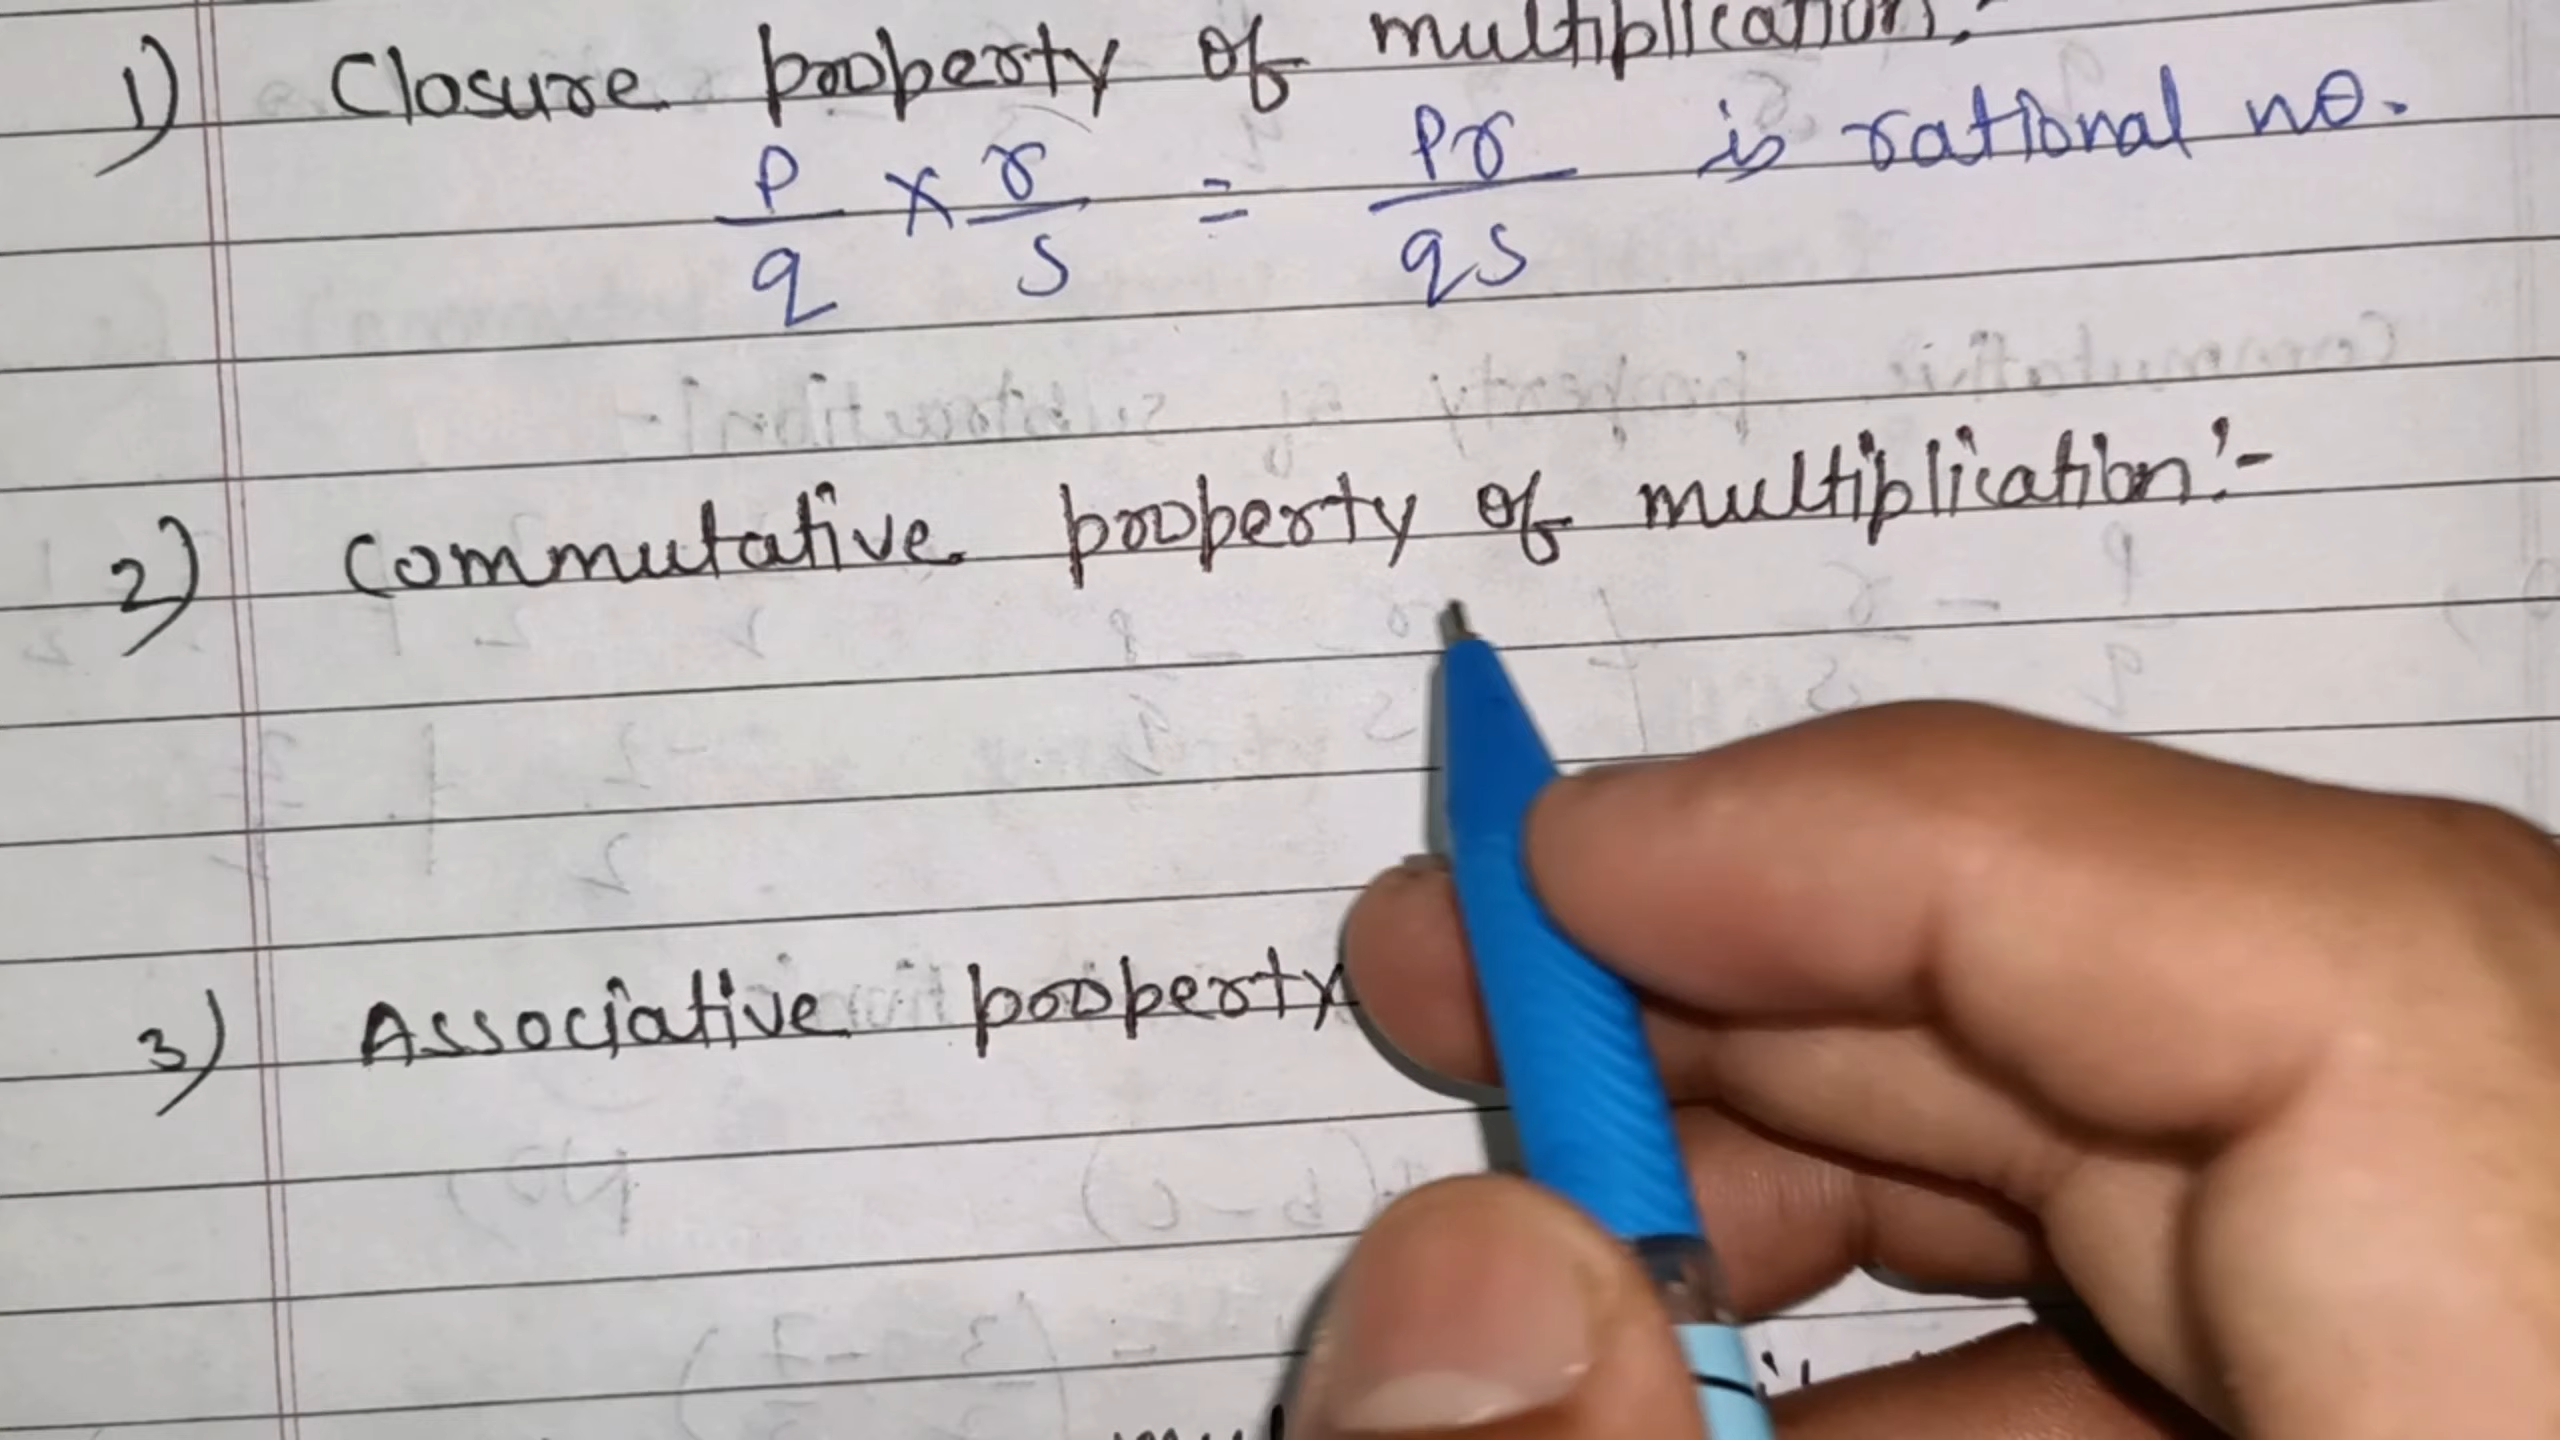 1) Closure property of multiplication:-
p/q × r/s = pr/qs is rational no.
2) Commutative property of multiplication:-
3) Associative property